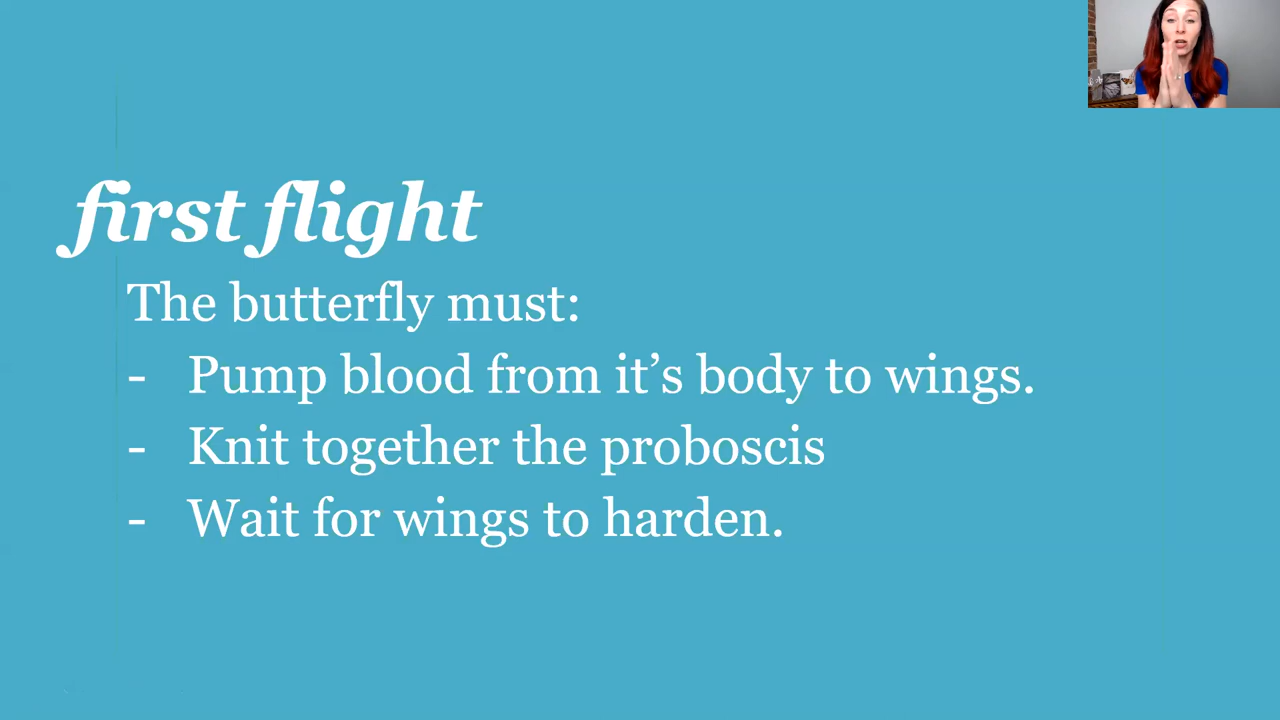 first flight
The butterfly must:
- Pump blood from it’s body to wings.
- Knit together the proboscis
- Wait for wings to harden.